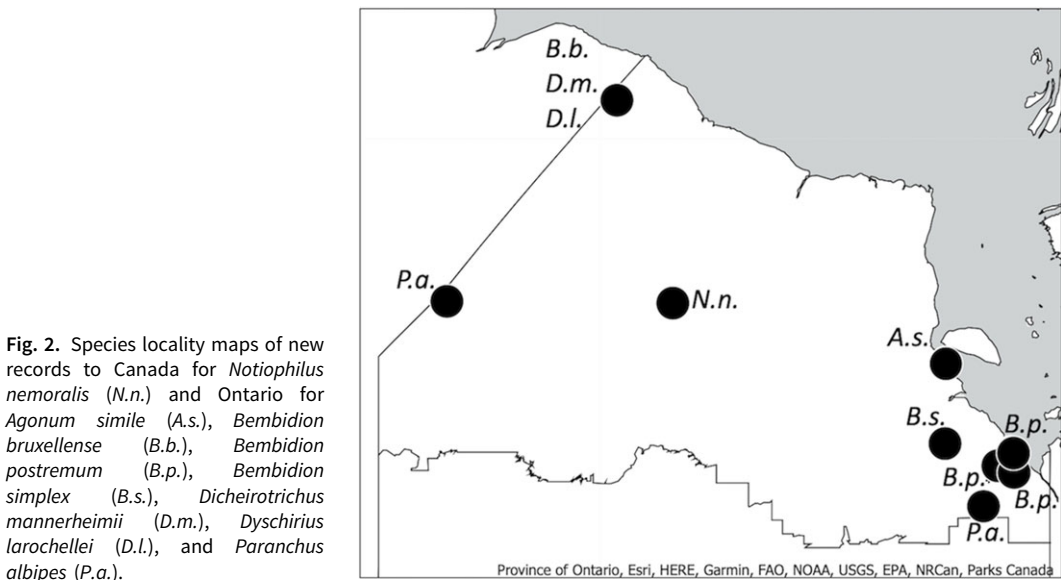 Fig. 2. Species locality maps of new
records to Canada for Notiophilus
nemoralis (N.n.) and Ontario for
Agonum simile (A.s.), Bembidion
bruxellense (B.b.), Bembidion
postremum (B.p.), Bembidion
simplex (B.s.), Dicheirotrichus
mannerheimii (D.m.), Dyschirius
larochellei (D.l.), and Paranchus
albipes (P.a.).
B.b.
D.m.
D.l.
P.a.
N.n.
A.s.
B.s.
B.p.
B.p.
B.p.
P.a.
Province of Ontario, Esri, HERE, Garmin, FAO, NOAA, USGS, EPA, NRCan, Parks Canada